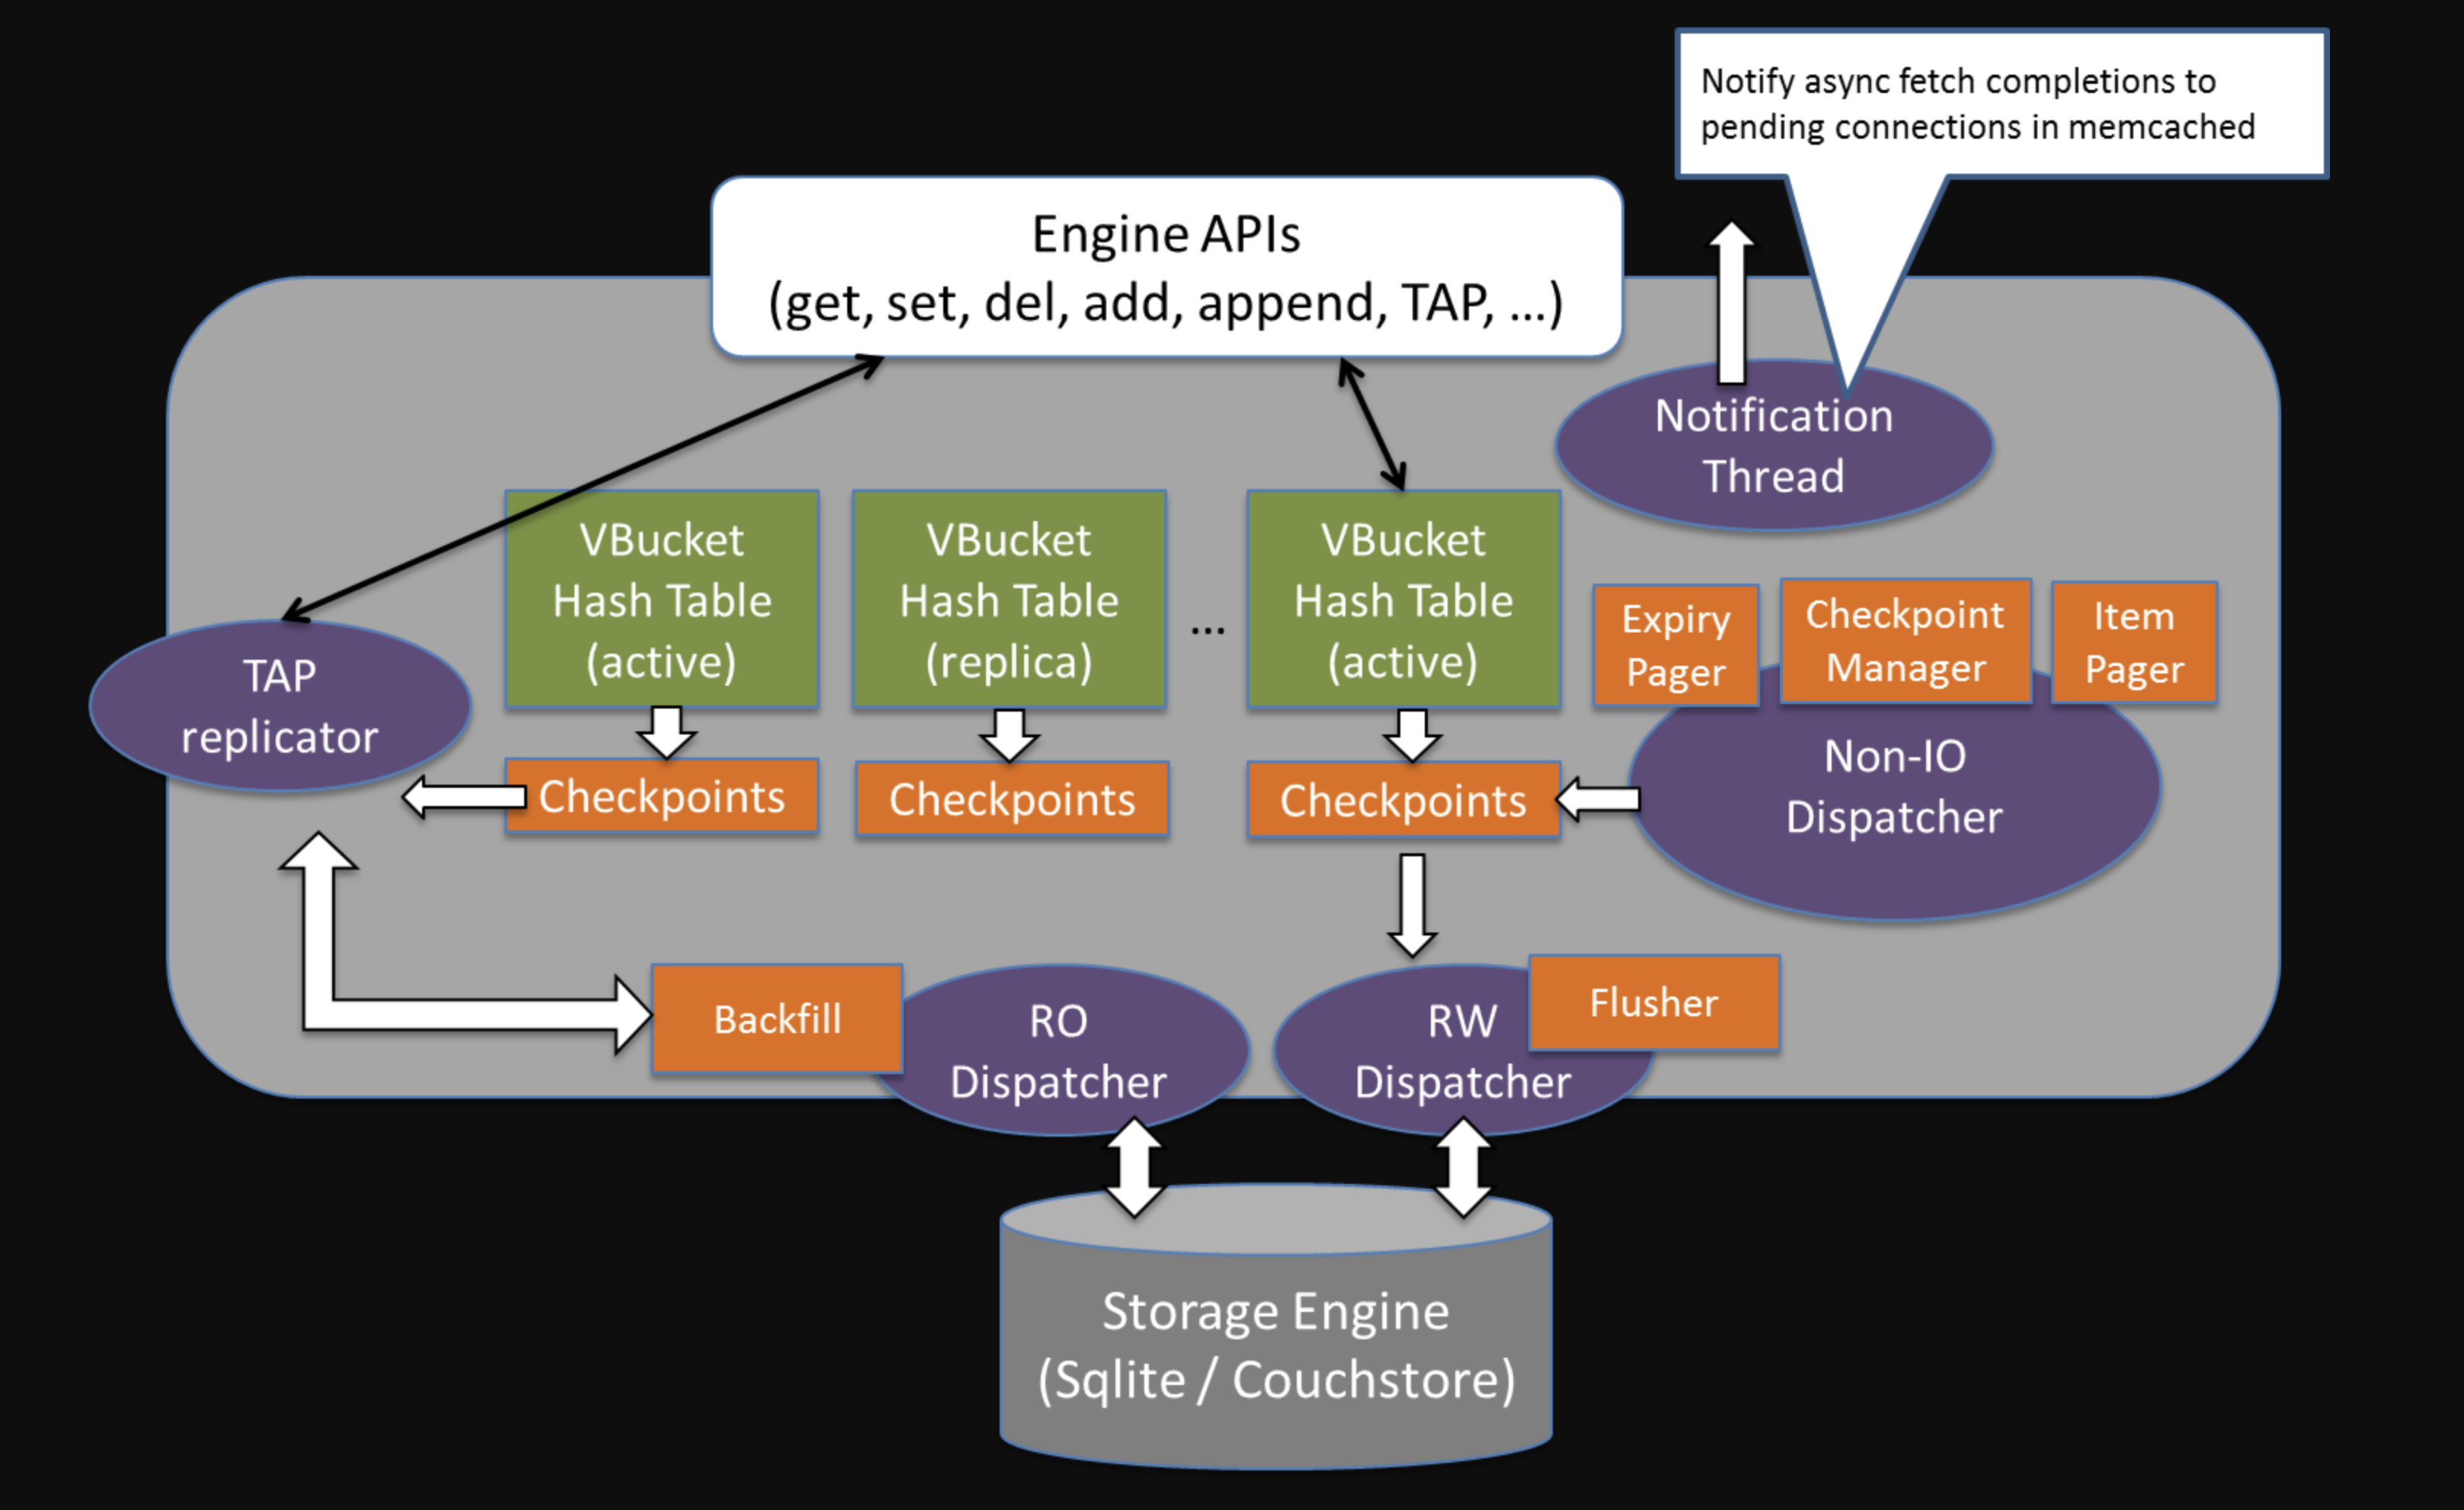 Notify async fetch completions to
pending connections in memcached
Engine APIs
(get, set, del, add, append, TAP, ...)
Notification
Thread
VBucket
Hash Table
(active)
VBucket
Hash Table
(replica)
...
VBucket
Hash Table
(active)
Expiry
Pager
Checkpoint
Manager
Item
Pager
TAP
replicator
Non-IO
Dispatcher
Checkpoints
Checkpoints
Checkpoints
Backfill
RO
Dispatcher
RW
Dispatcher
Flusher
Storage Engine
(Sqlite / Couchstore)